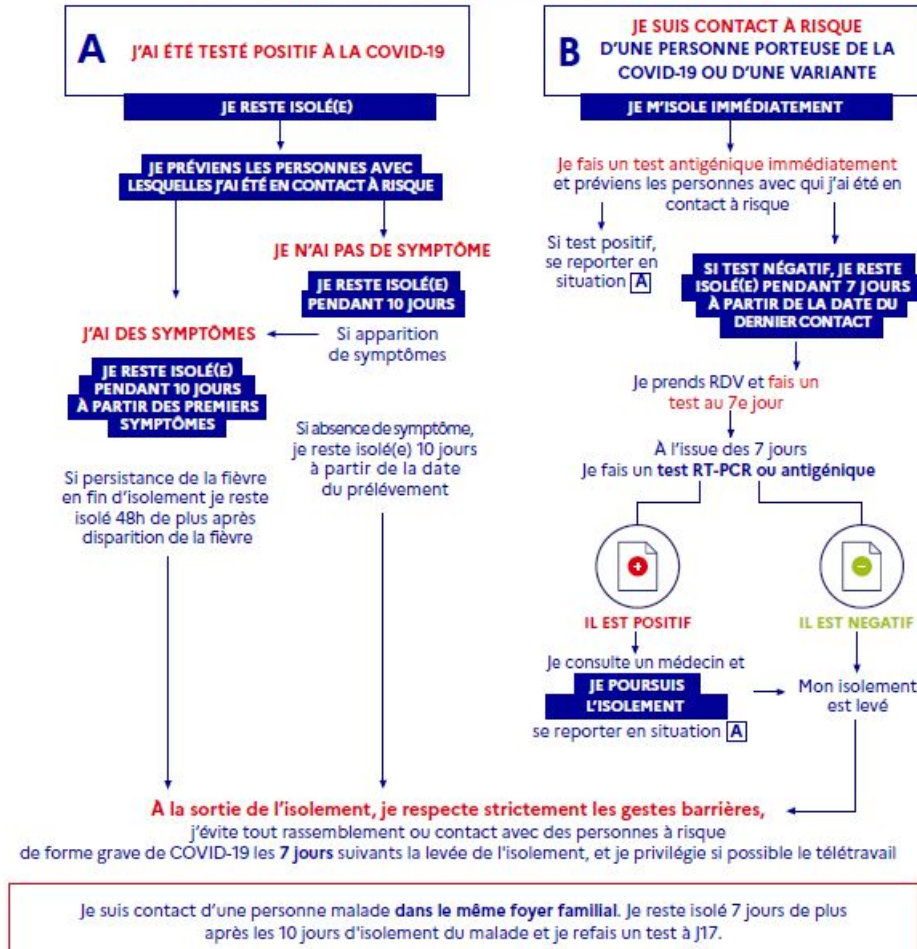 A
J'AI ÉTÉ TESTÉ POSITIF À LA COVID-19
JE RESTE ISOLÉ(E)
JE PRÉVIENS LES PERSONNES AVEC
LESQUELLES J'AI ÉTÉ EN CONTACT À RISQUE
JE N'AI PAS DE SYMPTÔME
JE RESTE ISOLÉ(E)
PENDANT 10 JOURS
Si apparition
de symptômes
J'AI DES SYMPTÔMES
JE RESTE ISOLÉ(E)
PENDANT 10 JOURS
À PARTIR DES PREMIERS
SYMPTÔMES
Si persistance de la fièvre
en fin d'isolement je reste
isolé 48h de plus après
disparition de la fièvre
Si absence de symptôme,
je reste isolé(e) 10 jours
à partir de la date
du prélévement
B
JE SUIS CONTACT À RISQUE
D'UNE PERSONNE PORTEUSE DE LA
COVID-19 OU D'UNE VARIANTE
JE M'ISOLE IMMÉDIATEMENT
Je fais un test antigénique immédiatement
et préviens les personnes avec qui j'ai été en
contact à risque
Si test positif,
se reporter en
situation A
SI TEST NÉGATIF, JE RESTE
ISOLÉ(E) PENDANT 7 JOURS
À PARTIR DE LA DATE DU
DERNIER CONTACT
Je prends RDV et fais un
test au 7e jour
À l'issue des 7 jours
Je fais un test RT-PCR ou antigénique
IL EST POSITIF
IL EST NEGATIF
Je consulte un médecin et
JE POURSUIS
L'ISOLEMENT
se reporter en situation A
Mon isolement
est levé
À la sortie de l'isolement, je respecte strictement les gestes barrières,
j'évite tout rassemblement ou contact avec des personnes à risque
de forme grave de COVID-19 les 7 jours suivants la levée de l'isolement, et je privilégie si possible le télétravail
Je suis contact d'une personne malade dans le même foyer familial. Je reste isolé 7 jours de plus
après les 10 jours d'isolement du malade et je refais un test à J17.